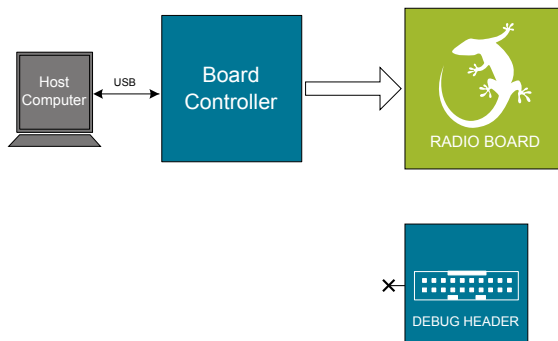 Host
Computer
USB
Board
Controller
RADIO BOARD
DEBUG HEADER